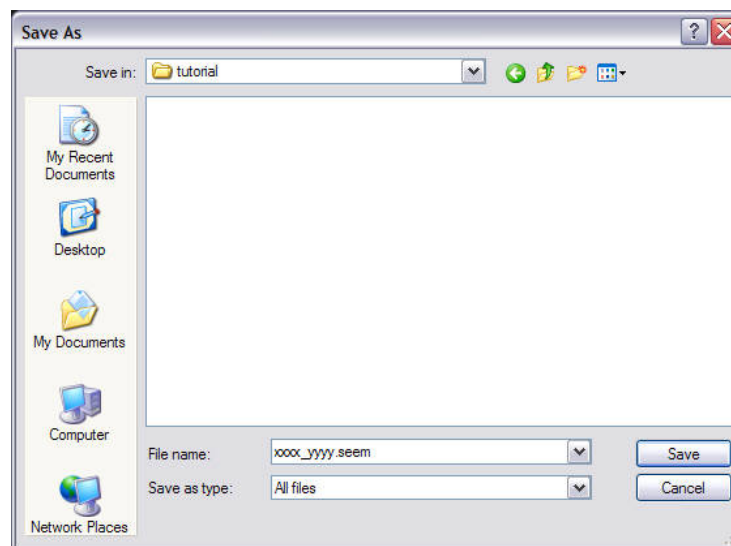 Save As
Save in: tutorial
My Recent
Documents
Desktop
My Documents
Computer
Network Places
File name: xxxx_yyyy.seem
Save as type: All files
Save
Cancel